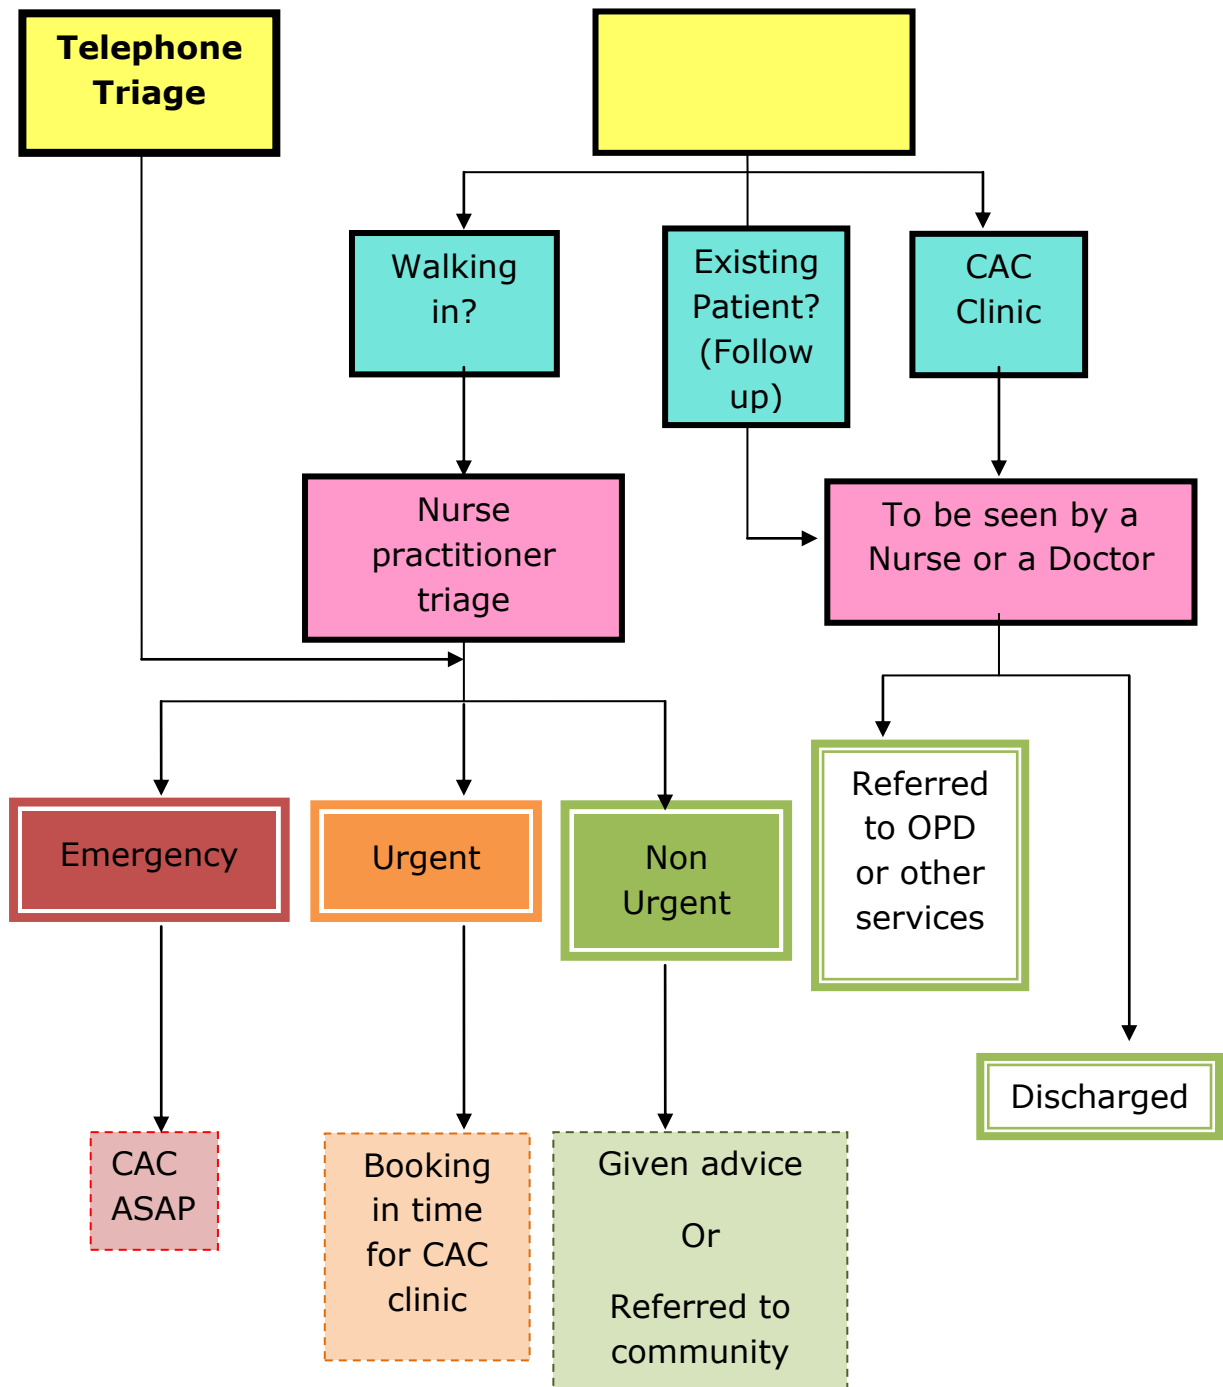 Telephone
Triage
Walking
in?
Existing
Patient?
(Follow
up)
CAC
Clinic
Nurse
practitioner
triage
To be seen by a
Nurse or a Doctor
Emergency
Urgent
Non
Urgent
Referred
to OPD
or other
services
Discharged
CAC
ASAP
Booking
in time
for CAC
clinic
Given advice
Or
Referred to
community